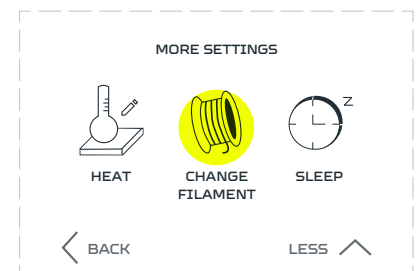 MORE SETTINGS
Z
HEAT
CHANGE
FILAMENT
SLEEP
BACK
LESS